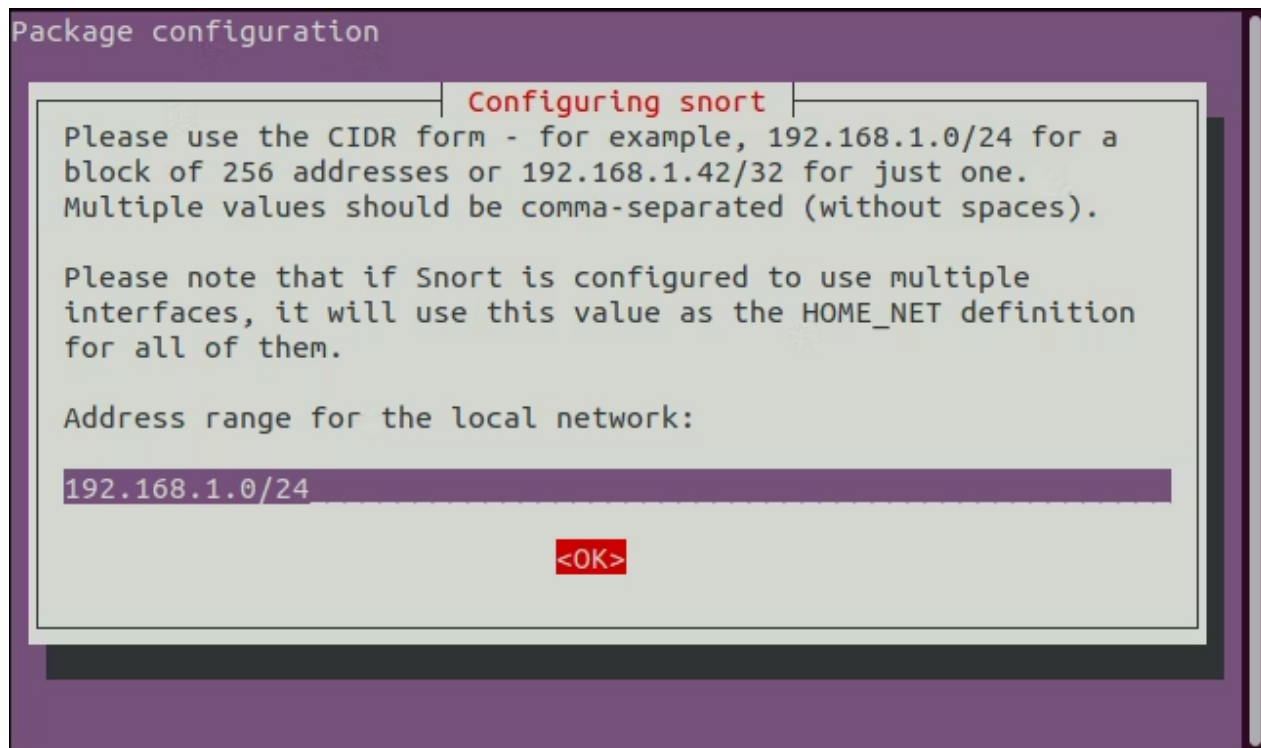 Package configuration
Configuring snort
Please use the CIDR form - for example, 192.168.1.0/24 for a
block of 256 addresses or 192.168.1.42/32 for just one.
Multiple values should be comma-separated (without spaces).
Please note that if Snort is configured to use multiple
interfaces, it will use this value as the HOME_NET definition
for all of them.
Address range for the local network:
192.168.1.0/24
<OK>